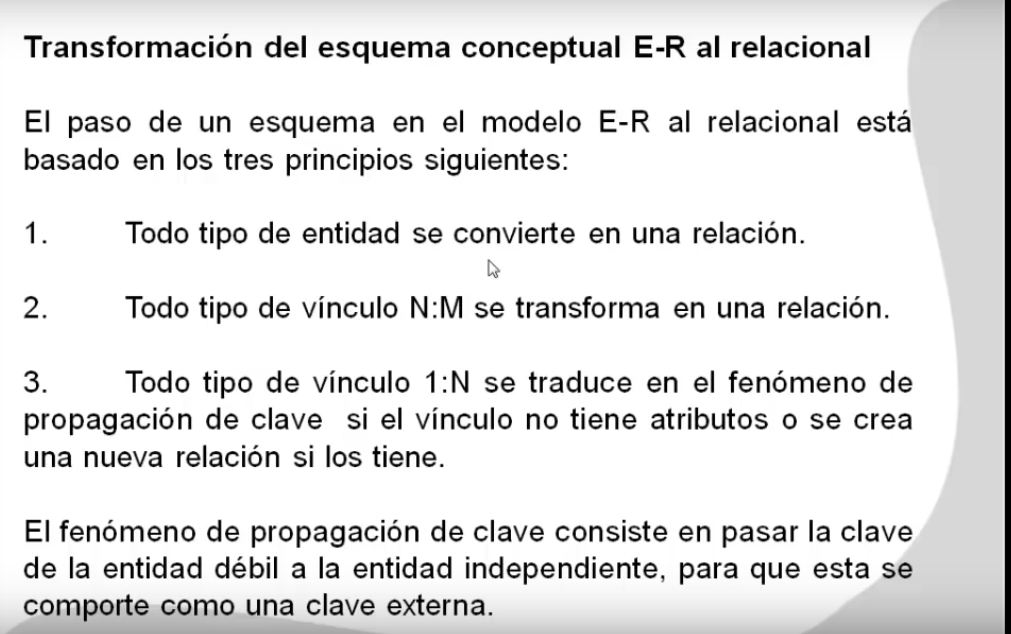 Transformación del esquema conceptual E-R al relacional
El paso de un esquema en el modelo E-R al relacional está
basado en los tres principios siguientes:
1. Todo tipo de entidad se convierte en una relación.
2. Todo tipo de vínculo N:M se transforma en una relación.
3. Todo tipo de vínculo 1:N se traduce en el fenómeno de
propagación de clave si el vínculo no tiene atributos o se crea
una nueva relación si los tiene.
El fenómeno de propagación de clave consiste en pasar la clave
de la entidad débil a la entidad independiente, para que esta se
comporte como una clave externa.